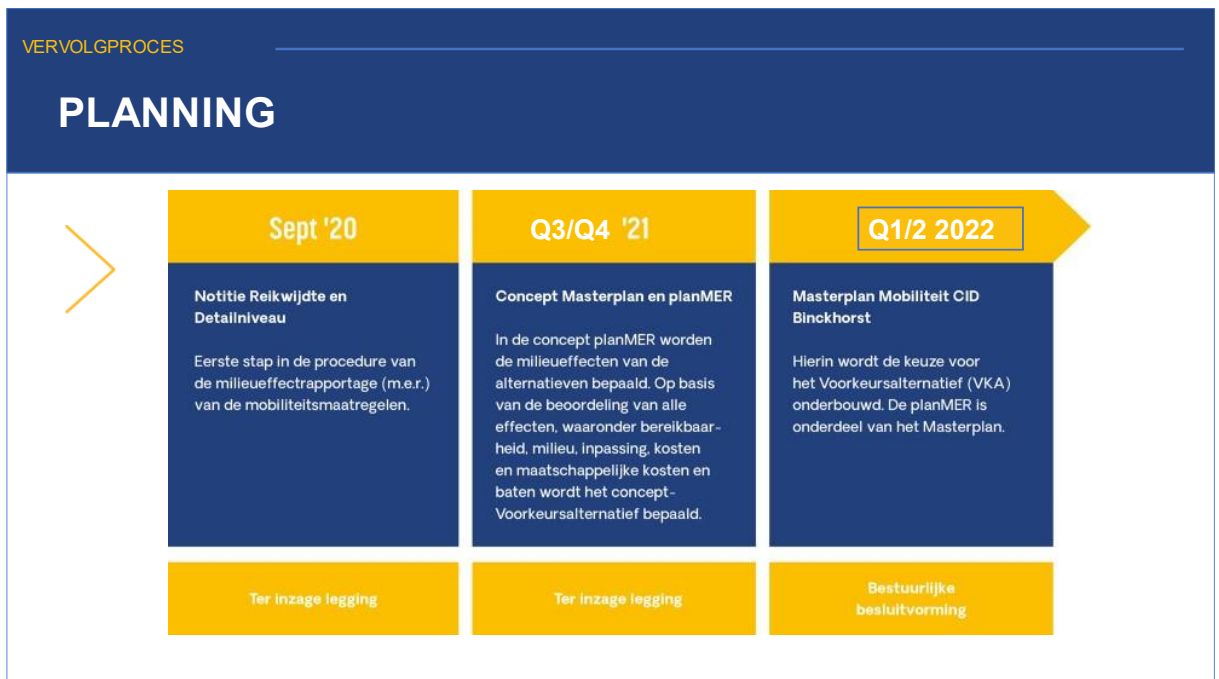 VERVOLGPROCES
PLANNING
Sept '20
Notitie Reikwijdte en
Detailniveau
Eerste stap in de procedure van
de milieueffectrapportage (m.e.r.)
van de mobiliteitsmaatregelen.
Ter inzage legging
Q3/Q4 '21
Concept Masterplan en planMER
In de concept planMER worden
de milieueffecten van de
alternatieven bepaald. Op basis
van de beoordeling van alle
effecten, waaronder bereikbaar-
heid, milieu, inpassing, kosten
en maatschappelijke kosten en
baten wordt het concept-
Voorkeursalternatief bepaald.
Ter inzage legging
Q1/2 2022
Masterplan Mobiliteit CID
Binckhorst
Hierin wordt de keuze voor
het Voorkeursalternatief (VKA)
onderbouwd. De planMER is
onderdeel van het Masterplan.
Bestuurlijke
besluitvorming